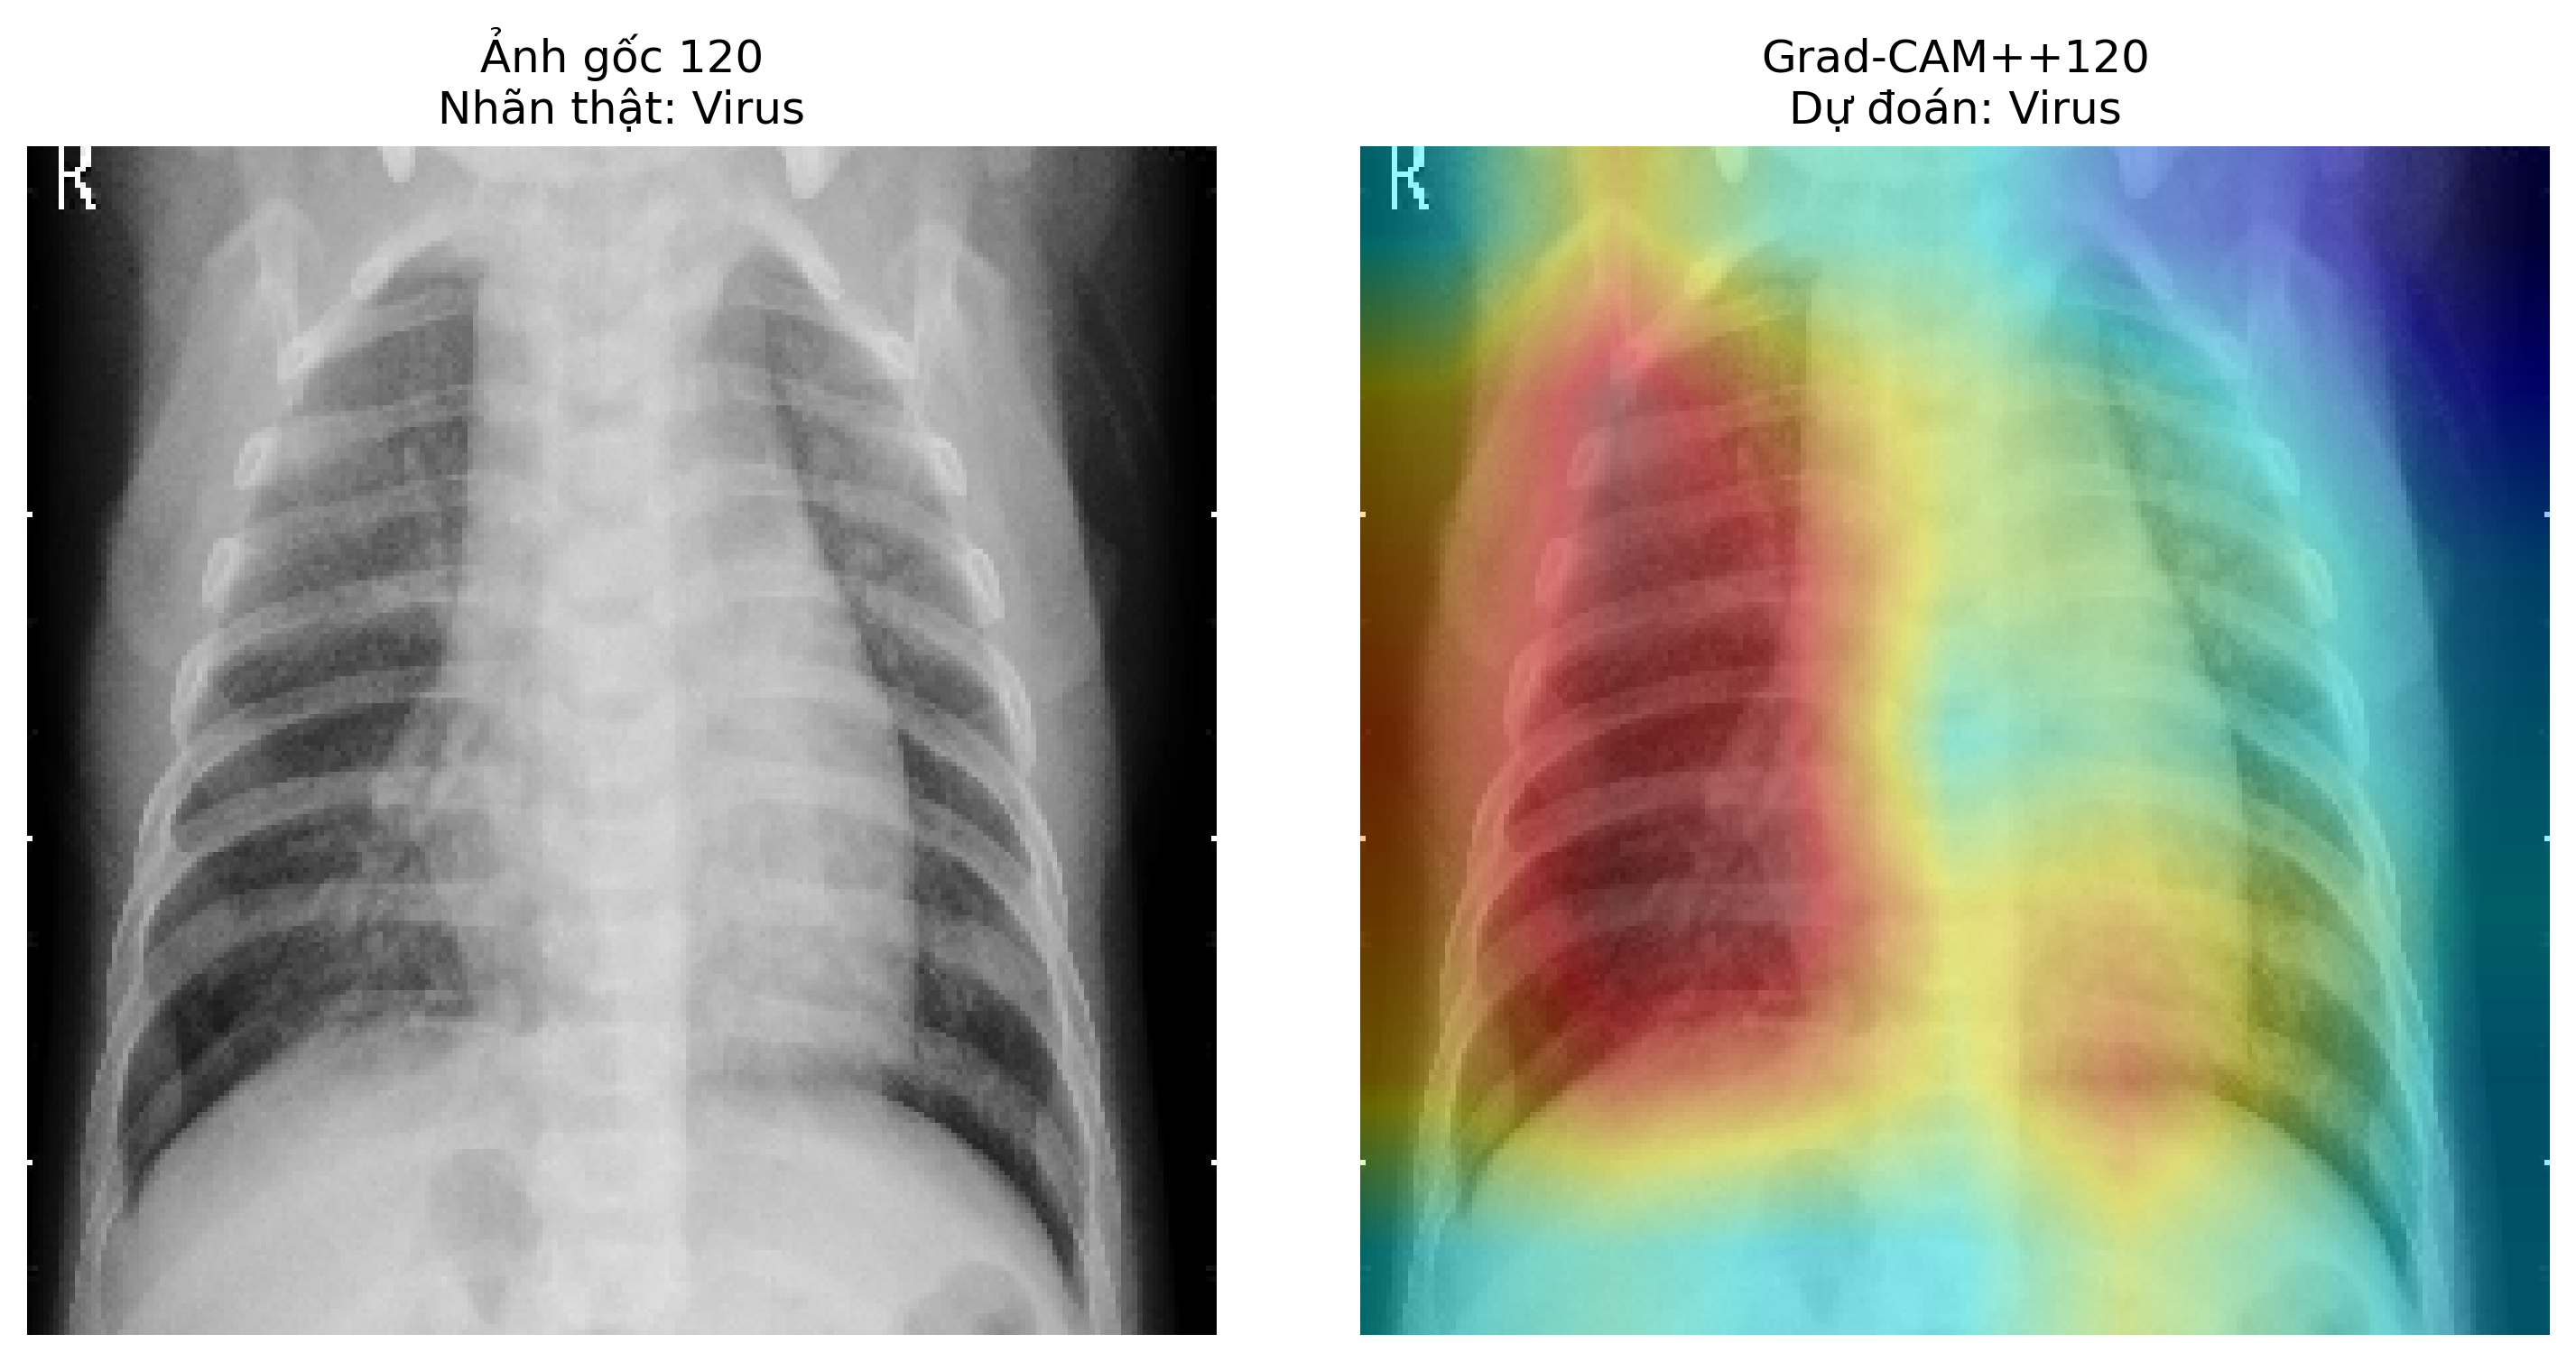 Ảnh gốc 120
Nhãn thật: Virus
R
Grad-CAM++120
Dự đoán: Virus
R